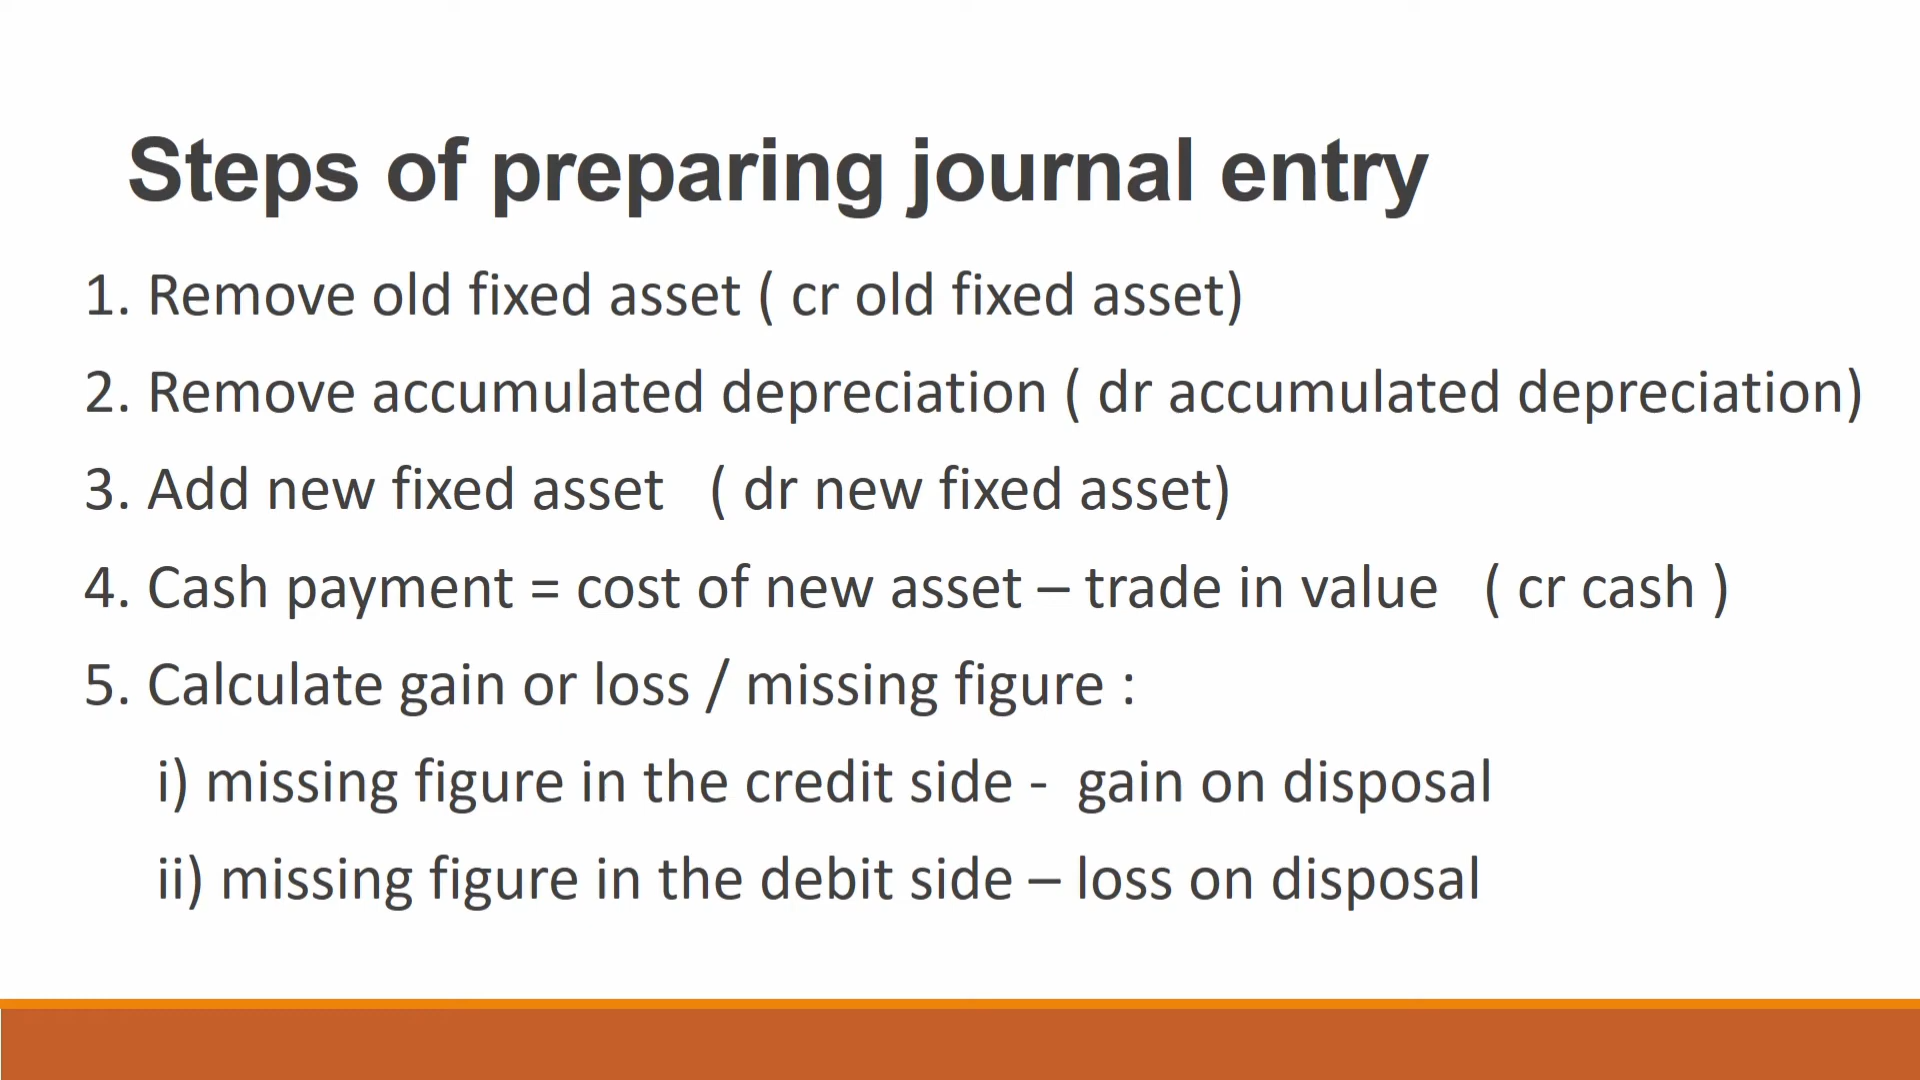 Steps of preparing journal entry
1. Remove old fixed asset ( cr old fixed asset)
2. Remove accumulated depreciation ( dr accumulated depreciation)
3. Add new fixed asset   ( dr new fixed asset)
4. Cash payment = cost of new asset – trade in value   ( cr cash )
5. Calculate gain or loss / missing figure :
i) missing figure in the credit side -  gain on disposal
ii) missing figure in the debit side – loss on disposal